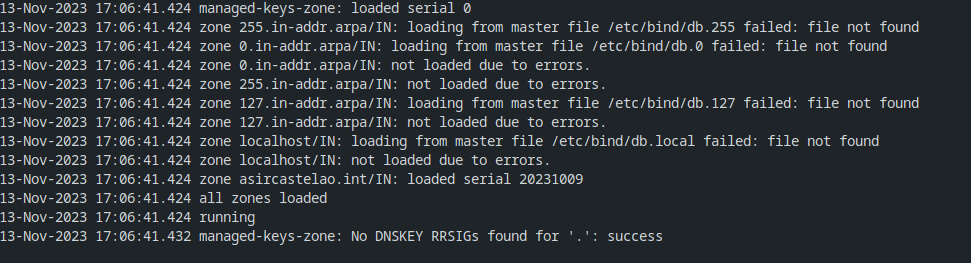 13-Nov-2023 17:06:41.424 managed-keys-zone: loaded serial 0
13-Nov-2023 17:06:41.424 zone 255.in-addr.arpa/IN: loading from master file /etc/bind/db.255 failed: file not found
13-Nov-2023 17:06:41.424 zone 0.in-addr.arpa/IN: loading from master file /etc/bind/db.0 failed: file not found
13-Nov-2023 17:06:41.424 zone 0.in-addr.arpa/IN: not loaded due to errors.
13-Nov-2023 17:06:41.424 zone 255.in-addr.arpa/IN: not loaded due to errors.
13-Nov-2023 17:06:41.424 zone 127.in-addr.arpa/IN: loading from master file /etc/bind/db.127 failed: file not found
13-Nov-2023 17:06:41.424 zone 127.in-addr.arpa/IN: not loaded due to errors.
13-Nov-2023 17:06:41.424 zone localhost/IN: loading from master file /etc/bind/db.local failed: file not found
13-Nov-2023 17:06:41.424 zone localhost/IN: not loaded due to errors.
13-Nov-2023 17:06:41.424 zone asircastelao.int/IN: loaded serial 20231009
13-Nov-2023 17:06:41.424 all zones loaded
13-Nov-2023 17:06:41.424 running
13-Nov-2023 17:06:41.432 managed-keys-zone: No DNSKEY RRSIGs found for '.': success